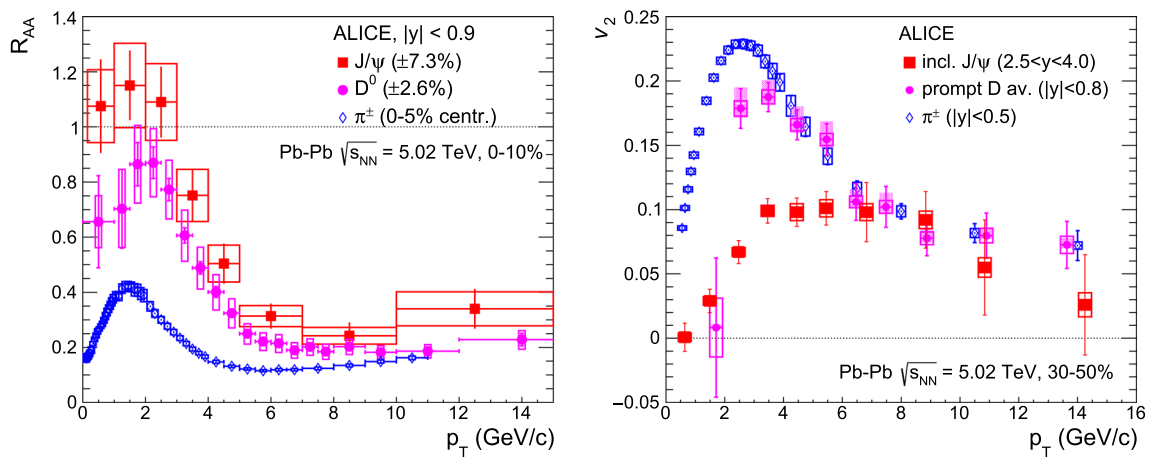 R_AA
1.4
1.2
1
0.8
0.6
0.4
0.2
0
ALICE, |y| < 0.9
J/ψ (±7.3%)
D⁰ (±2.6%)
π± (0-5% centr.)
Pb-Pb √s_NN = 5.02 TeV, 0-10%
0 2 4 6 8 10 12 14
p_T (GeV/c)
v₂
0.25
0.2
0.15
0.1
0.05
0
−0.05
ALICE
incl. J/ψ (2.5<y<4.0)
prompt D av. (|y|<0.8)
π± (|y|<0.5)
Pb-Pb √s_NN = 5.02 TeV, 30-50%
0 2 4 6 8 10 12 14 16
p_T (GeV/c)